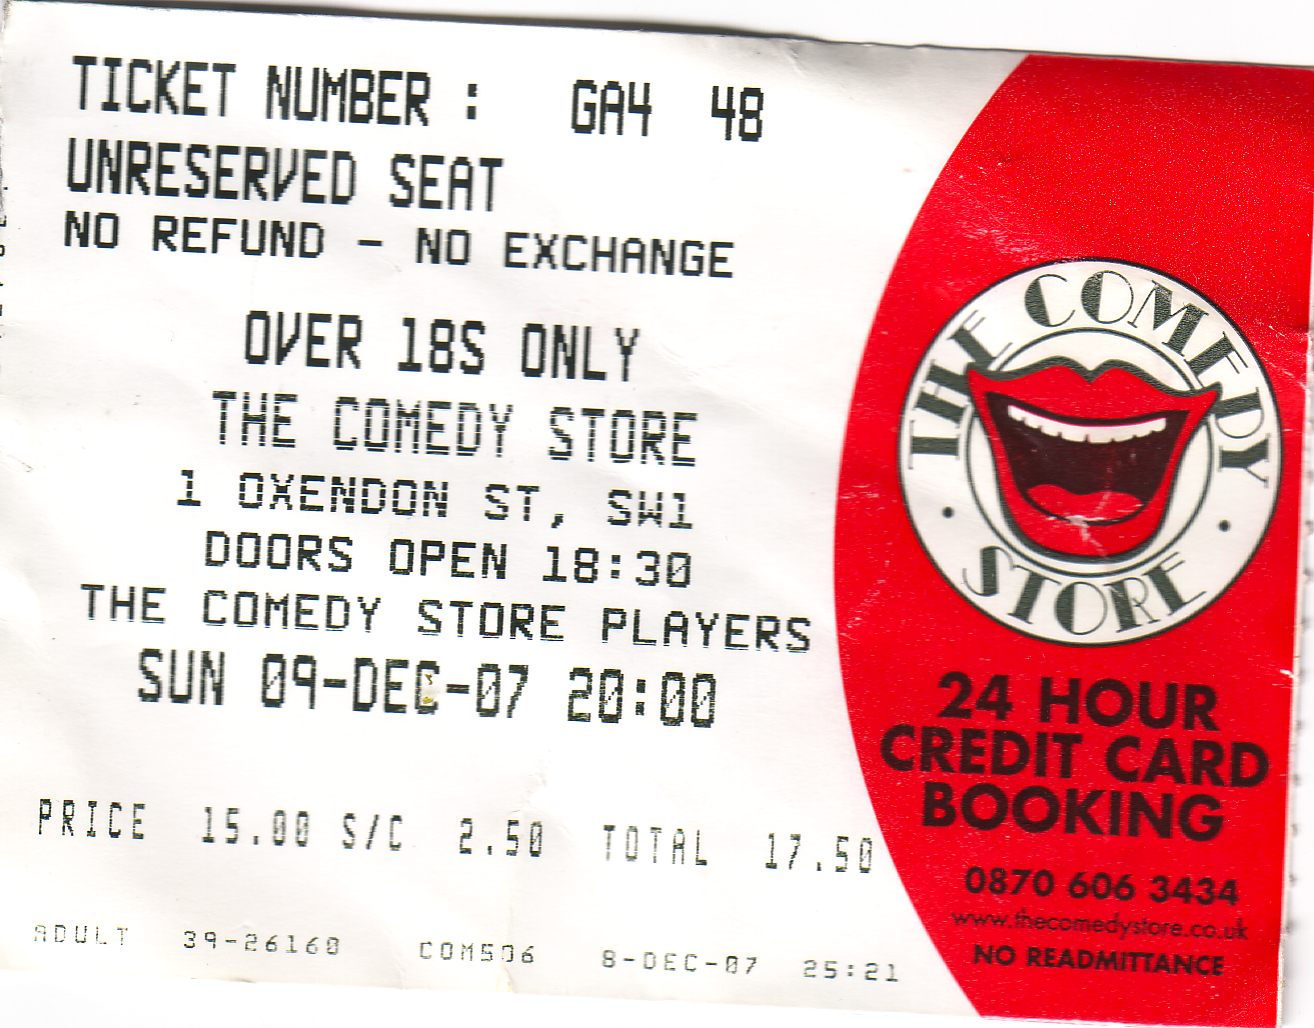 TICKET NUMBER : GA4 48
UNRESERVED SEAT
NO REFUND - NO EXCHANGE
OVER 18S ONLY
THE COMEDY STORE
1 OXENDON ST, SW1
DOORS OPEN 18:30
THE COMEDY STORE PLAYERS
SUN 09-DEC-07 20:00
PRICE 15.00 S/C 2.50 TOTAL 17.50
ADULT 39-26160 COM506 8-DEC-07 25:21
THE COMEDY
STORE
24 HOUR
CREDIT CARD
BOOKING
0870 606 3434
www.thecomedystore.co.uk
NO READMITTANCE